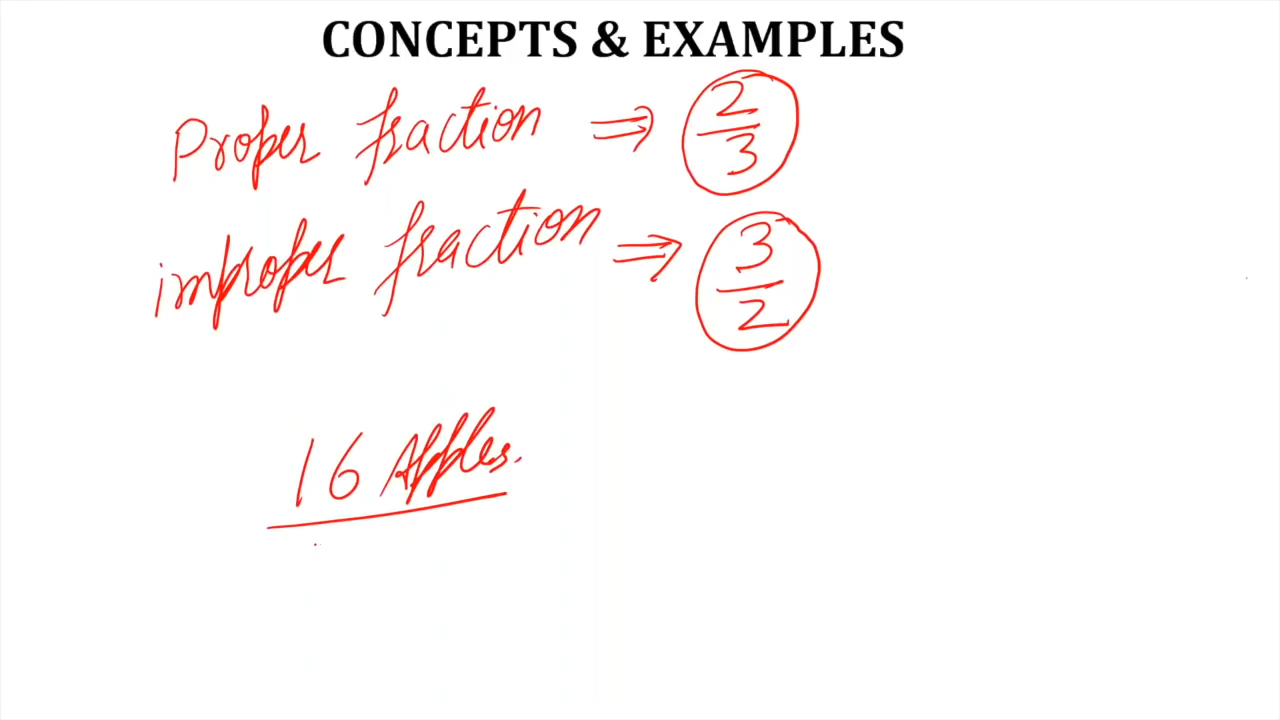 CONCEPTS & EXAMPLES
Proper fraction ⇒ 2/3
improper fraction ⇒ 3/2
16 Apples.